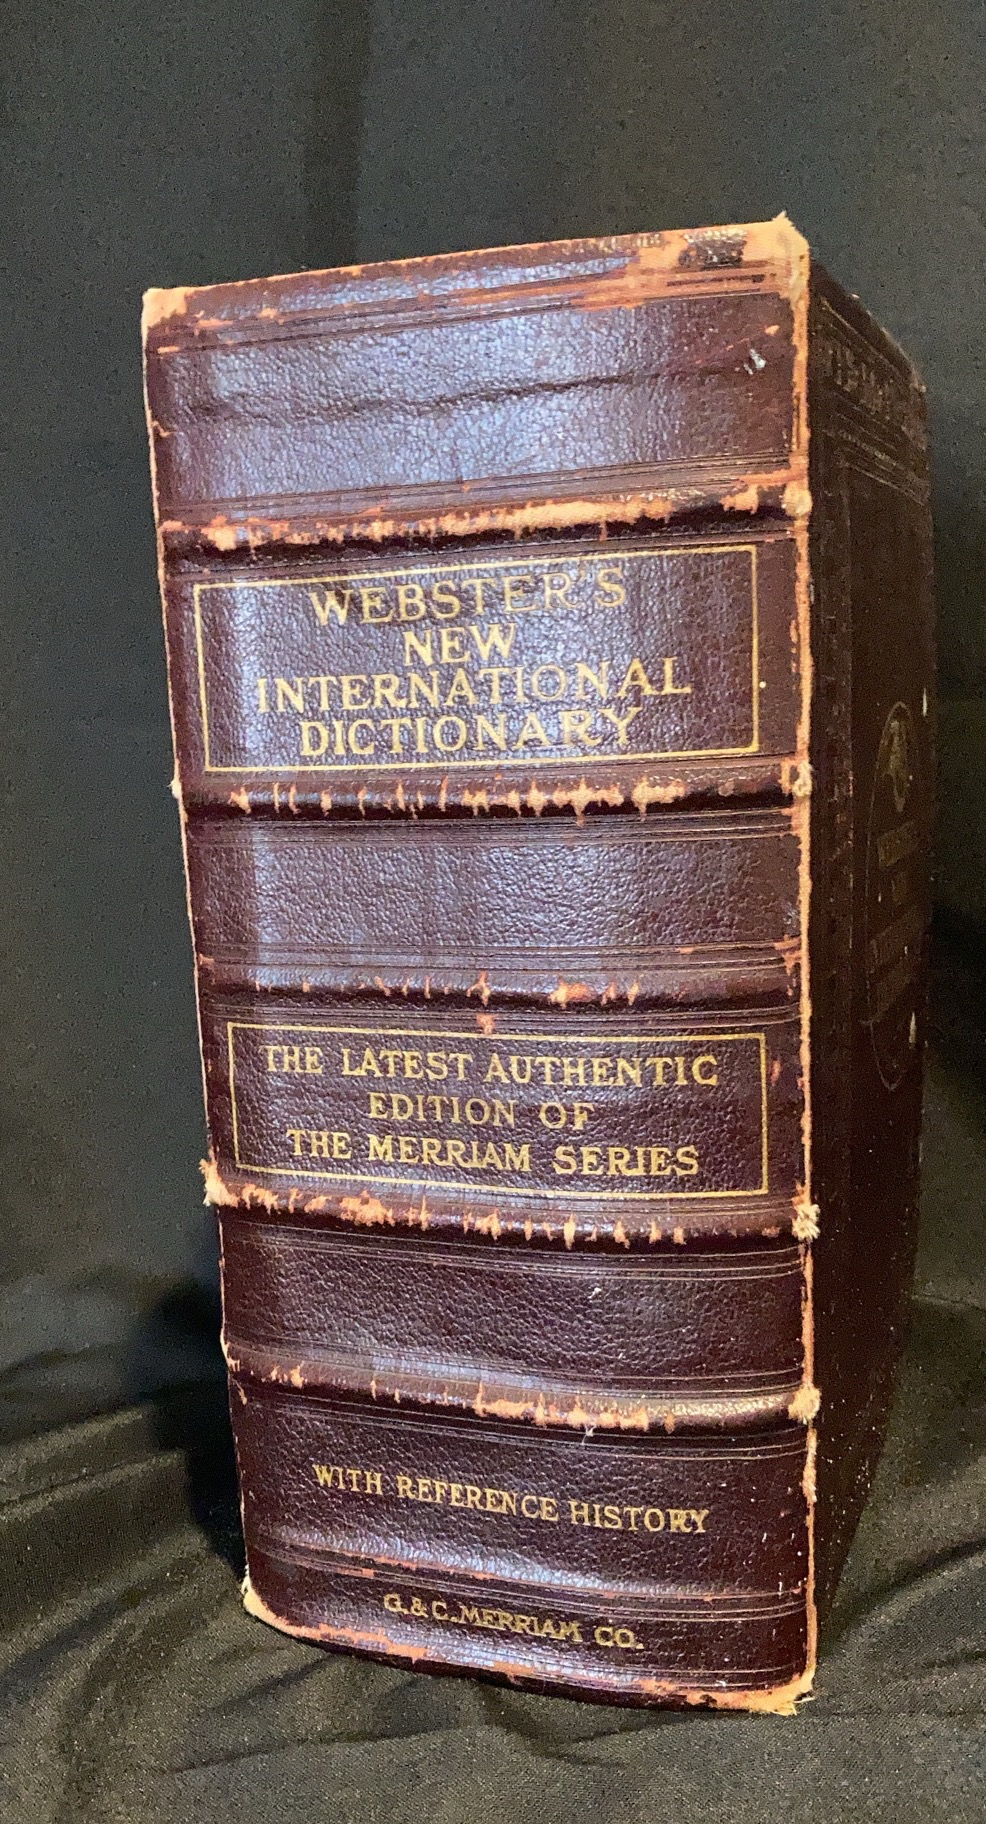 WEBSTER'S
NEW
INTERNATIONAL
DICTIONARY
THE LATEST AUTHENTIC
EDITION OF
THE MERRIAM SERIES
WITH REFERENCE HISTORY
G. & C. MERRIAM CO.